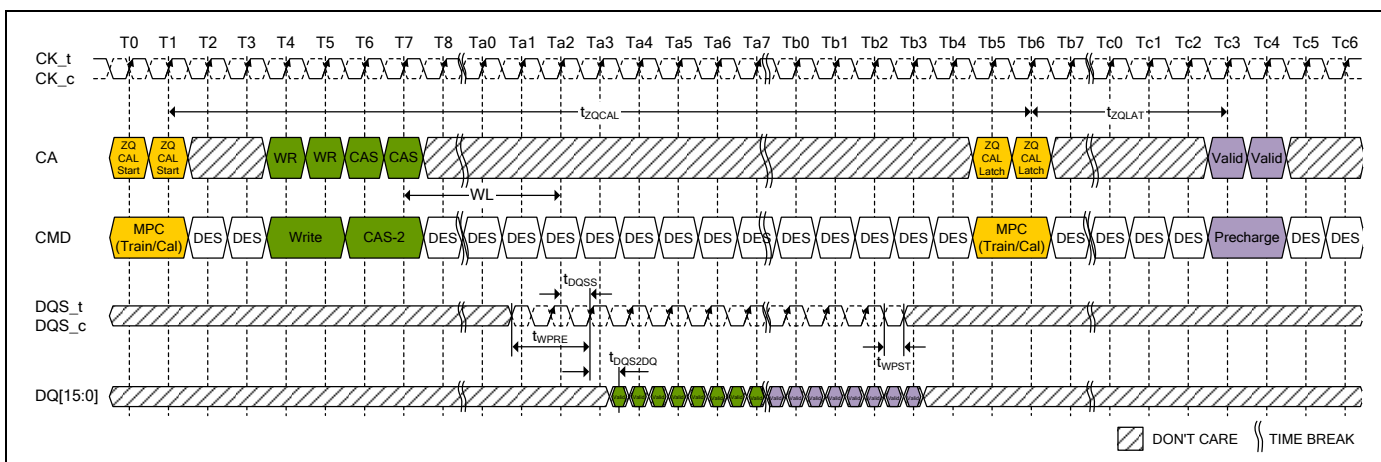 T0 T1 T2 T3 T4 T5 T6 T7 T8 Ta0 Ta1 Ta2 Ta3 Ta4 Ta5 Ta6 Ta7 Tb0 Tb1 Tb2 Tb3 Tb4 Tb5 Tb6 Tb7 Tc0 Tc1 Tc2 Tc3 Tc4 Tc5 Tc6
CK_t
CK_c
tZQCAL tZQLAT
CA
ZQ CAL Start
ZQ CAL Start
WR WR CAS CAS
ZQ CAL Latch
ZQ CAL Latch
Valid Valid
WL
CMD
MPC
(Train/Cal)
DES DES Write CAS-2 DES DES DES DES DES DES DES DES DES DES DES DES DES DES
MPC
(Train/Cal)
DES DES DES DES Precharge DES DES
tDQSS
DQS_t
DQS_c
tWPRE
tWPST
tDQS2DQ
DQ[15:0]
DON'T CARE
TIME BREAK